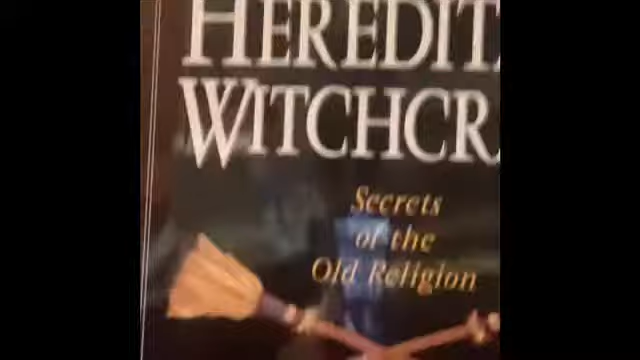 HEREDIT
WITCHCR
Secrets
of the
Old Religion